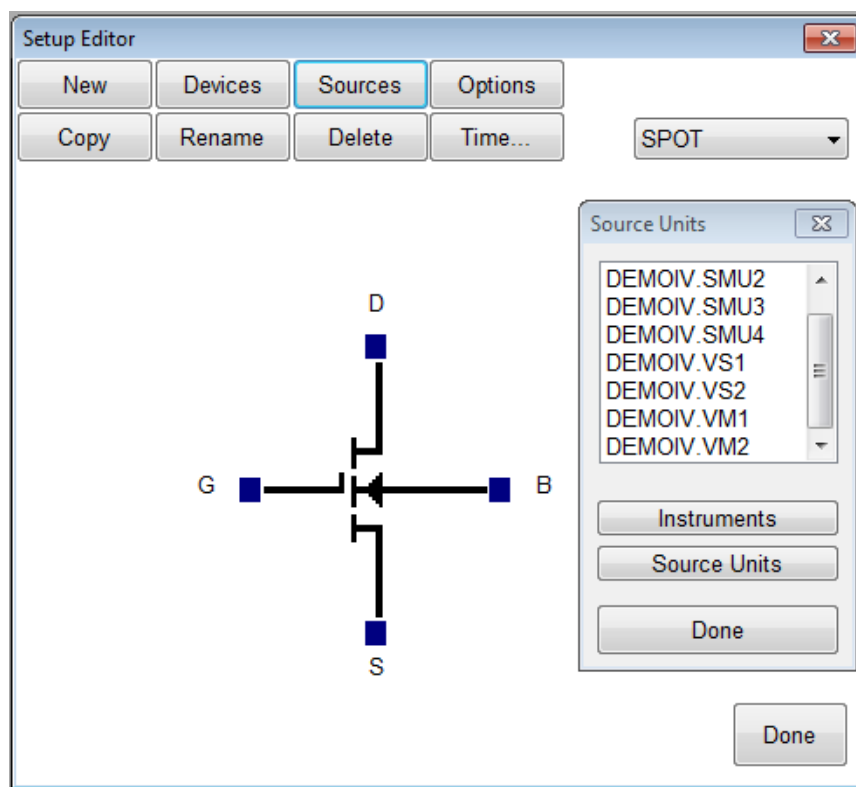 Setup Editor
New Devices Sources Options
Copy Rename Delete Time...
SPOT
Source Units
DEMOIV.SMU2
DEMOIV.SMU3
DEMOIV.SMU4
DEMOIV.VS1
DEMOIV.VS2
DEMOIV.VM1
DEMOIV.VM2
D
G
B
S
Instruments
Source Units
Done
Done